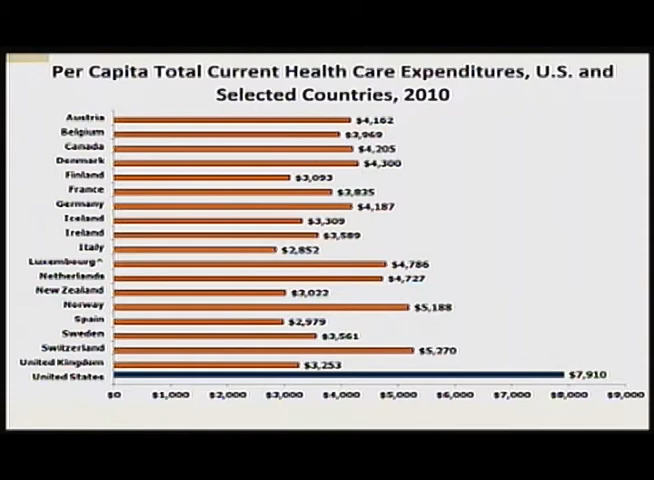 Per Capita Total Current Health Care Expenditures, U.S. and
Selected Countries, 2010
Austria $4,162
Belgium $3,969
Canada $4,205
Denmark $4,300
Finland $3,093
France $3,835
Germany $4,187
Iceland $3,309
Ireland $3,589
Italy $2,852
Luxembourg^ $4,786
Netherlands $4,727
New Zealand $3,022
Norway $5,188
Spain $2,979
Sweden $3,561
Switzerland $5,270
United Kingdom $3,253
United States $7,910
$0 $1,000 $2,000 $3,000 $4,000 $5,000 $6,000 $7,000 $8,000 $9,000